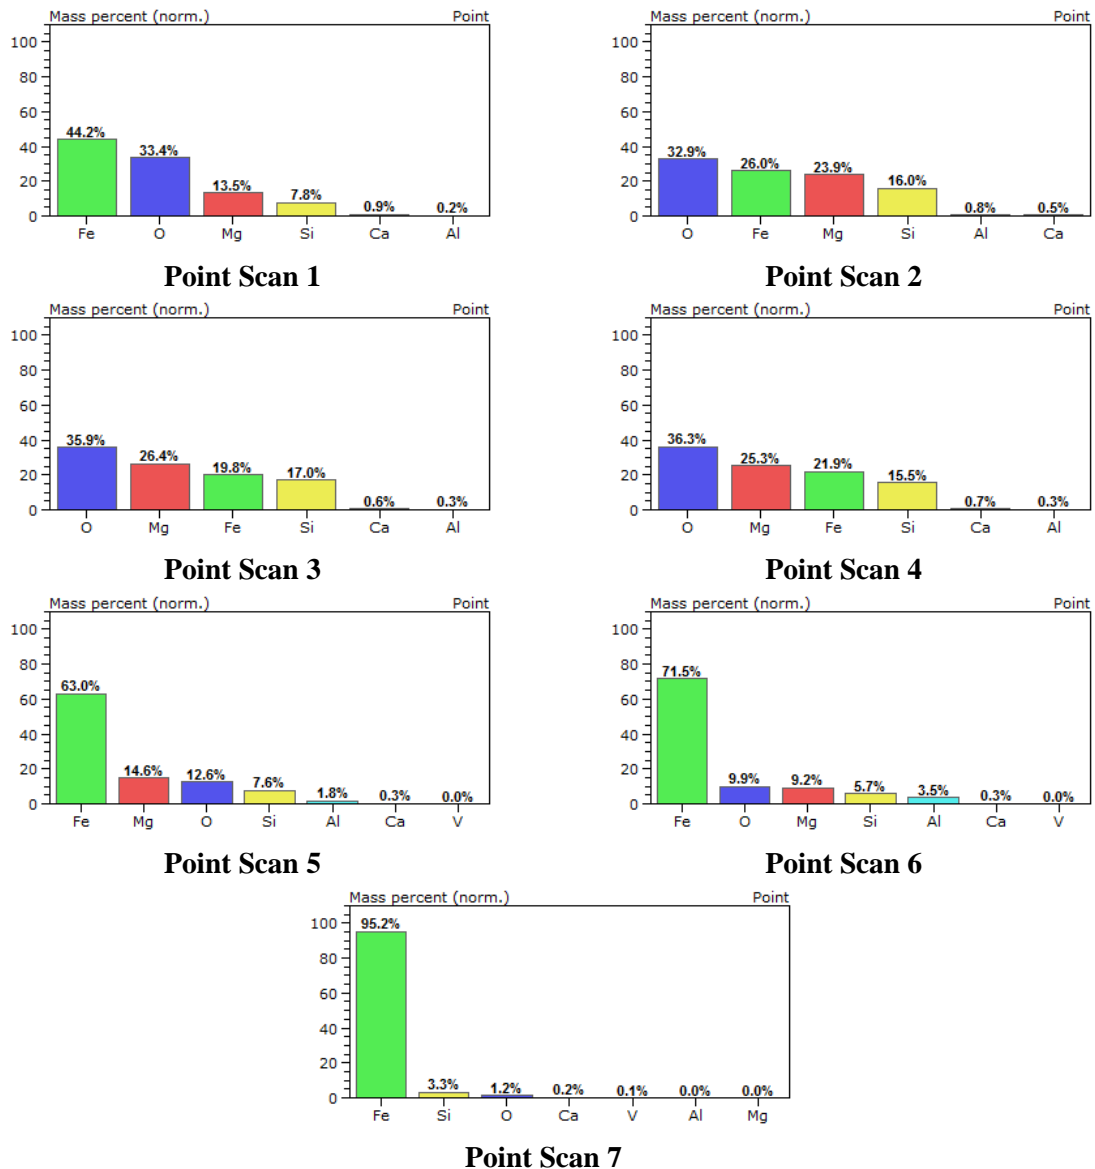 Mass percent (norm.) Point
100
80
60
40
20
0
44.2% 33.4% 13.5% 7.8% 0.9% 0.2%
Fe O Mg Si Ca Al
Point Scan 1
Mass percent (norm.) Point
100
80
60
40
20
0
32.9% 26.0% 23.9% 16.0% 0.8% 0.5%
O Fe Mg Si Al Ca
Point Scan 2
Mass percent (norm.) Point
100
80
60
40
20
0
35.9% 26.4% 19.8% 17.0% 0.6% 0.3%
O Mg Fe Si Ca Al
Point Scan 3
Mass percent (norm.) Point
100
80
60
40
20
0
36.3% 25.3% 21.9% 15.5% 0.7% 0.3%
O Mg Fe Si Ca Al
Point Scan 4
Mass percent (norm.) Point
100
80
60
40
20
0
63.0% 14.6% 12.6% 7.6% 1.8% 0.3% 0.0%
Fe Mg O Si Al Ca V
Point Scan 5
Mass percent (norm.) Point
100
80
60
40
20
0
71.5% 9.9% 9.2% 5.7% 3.5% 0.3% 0.0%
Fe O Mg Si Al Ca V
Point Scan 6
Mass percent (norm.) Point
100
80
60
40
20
0
95.2% 3.3% 1.2% 0.2% 0.1% 0.0% 0.0%
Fe Si O Ca V Al Mg
Point Scan 7